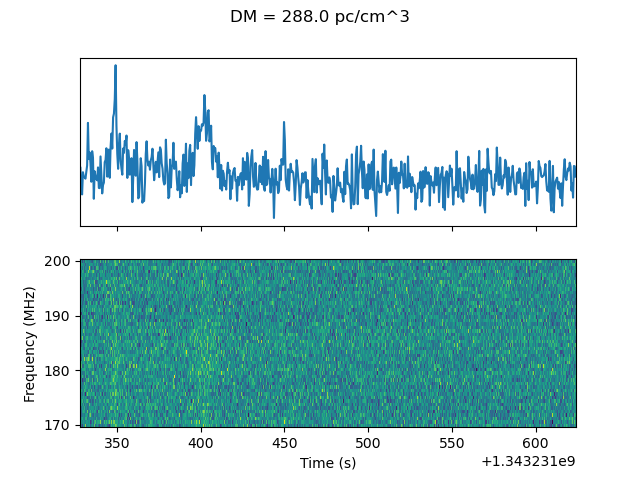 DM = 288.0 pc/cm^3
200
190
180
170
Frequency (MHz)
350 400 450 500 550 600
Time (s)
+1.343231e9